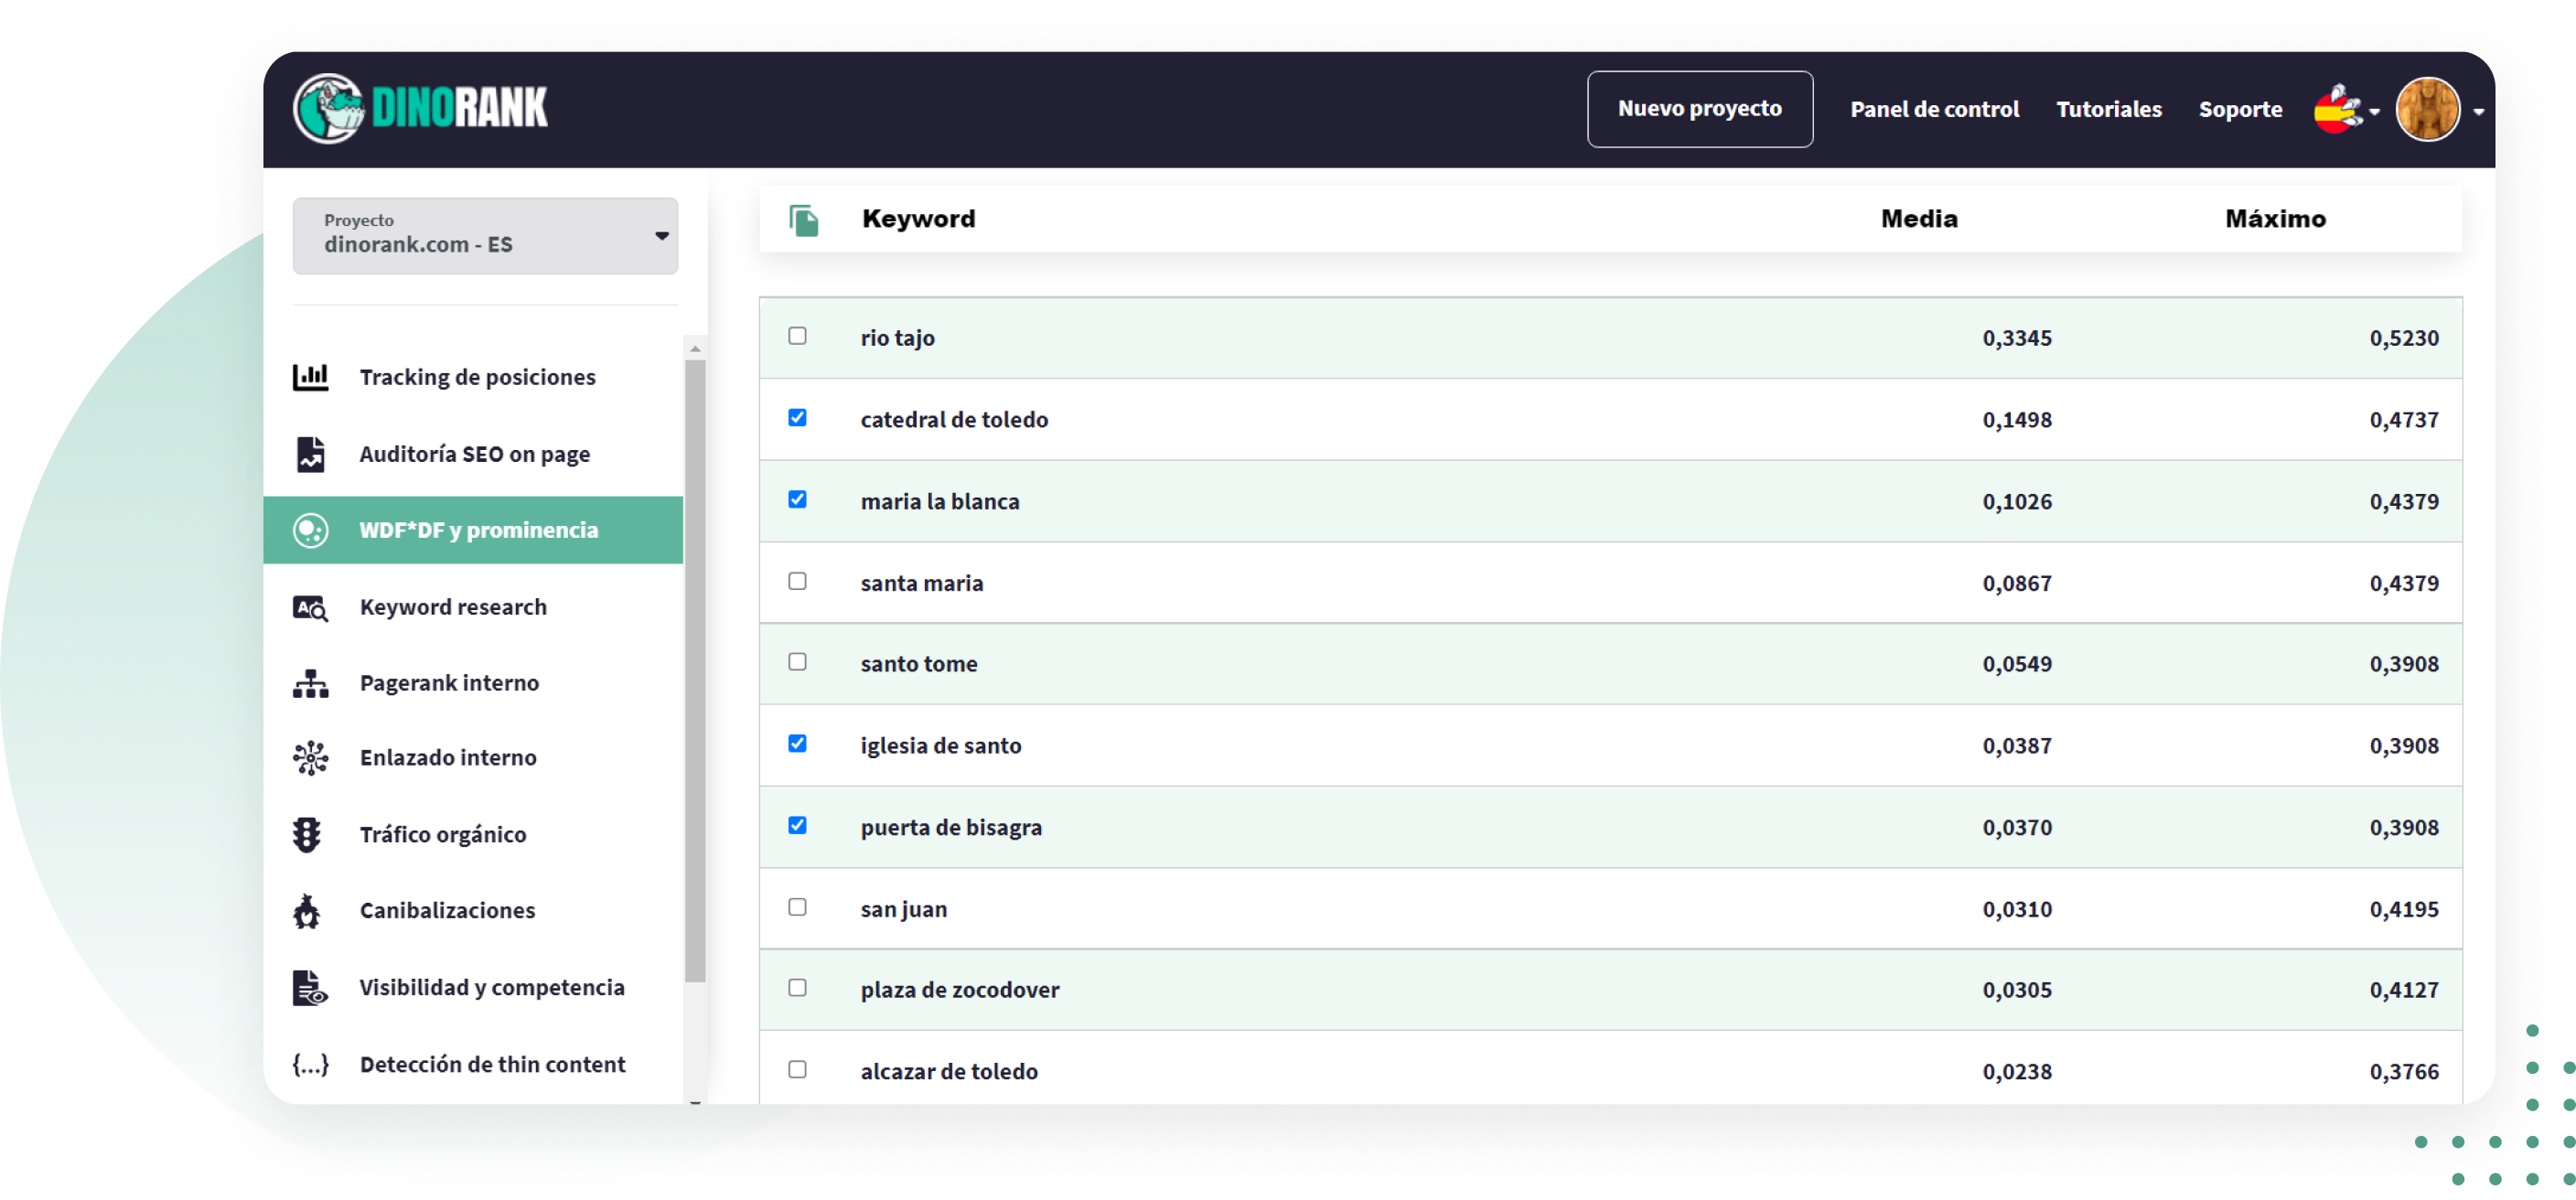 DINORANK
Nuevo proyecto
Panel de control
Tutoriales
Soporte
Proyecto
dinorank.com - ES
Tracking de posiciones
Auditoría SEO on page
WDF*DF y prominencia
Keyword research
Pagerank interno
Enlazado interno
Tráfico orgánico
Canibalizaciones
Visibilidad y competencia
{...} Detección de thin content
Keyword Media Máximo
rio tajo 0,3345 0,5230
catedral de toledo 0,1498 0,4737
maria la blanca 0,1026 0,4379
santa maria 0,0867 0,4379
santo tome 0,0549 0,3908
iglesia de santo 0,0387 0,3908
puerta de bisagra 0,0370 0,3908
san juan 0,0310 0,4195
plaza de zocodover 0,0305 0,4127
alcazar de toledo 0,0238 0,3766